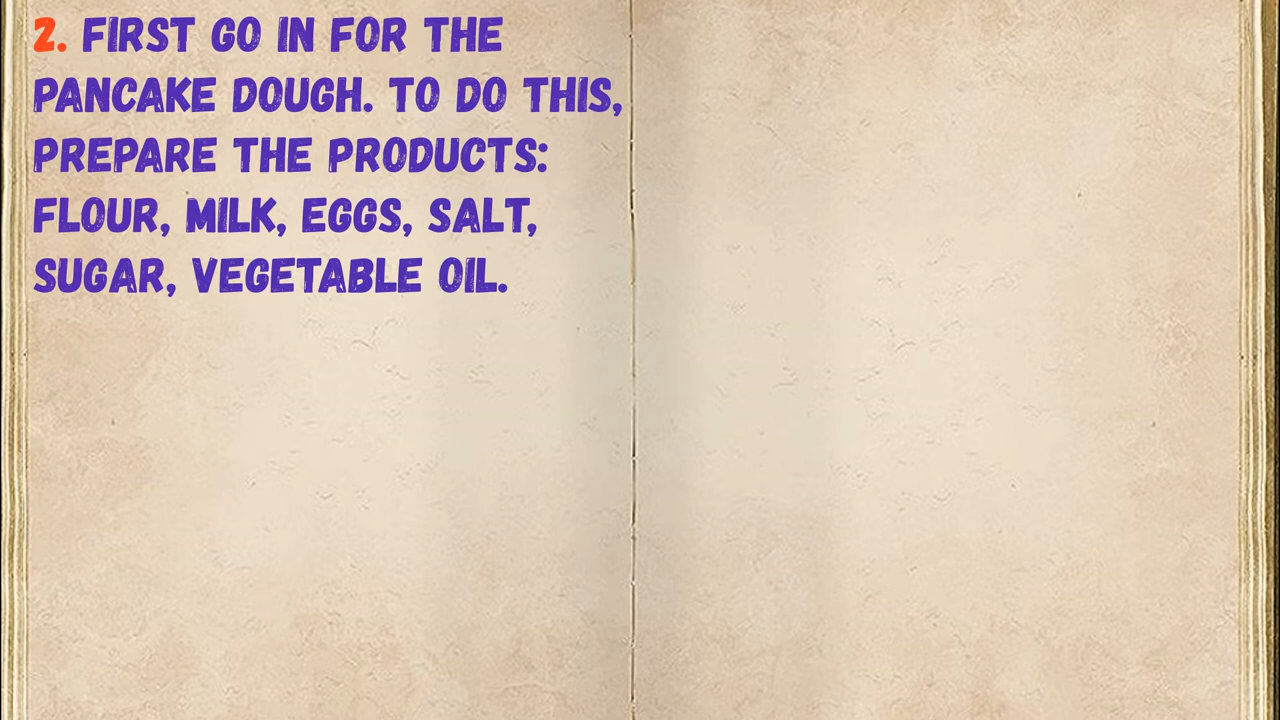 2. FIRST GO IN FOR THE
PANCAKE DOUGH. TO DO THIS,
PREPARE THE PRODUCTS:
FLOUR, MILK, EGGS, SALT,
SUGAR, VEGETABLE OIL.